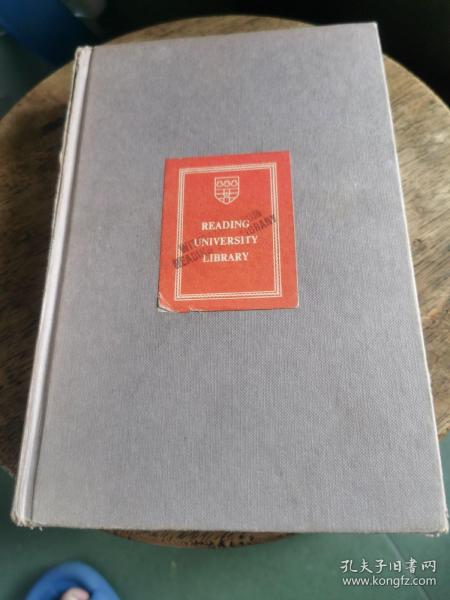 READING
UNIVERSITY
LIBRARY
孔夫子旧书网
www.kongfz.com